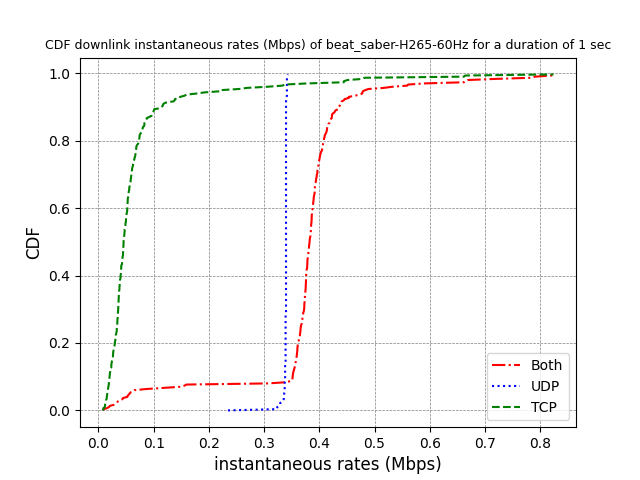 CDF downlink instantaneous rates (Mbps) of beat_saber-H265-60Hz for a duration of 1 sec
1.0
0.8
0.6
0.4
0.2
0.0
CDF
Both
UDP
TCP
0.0 0.1 0.2 0.3 0.4 0.5 0.6 0.7 0.8
instantaneous rates (Mbps)